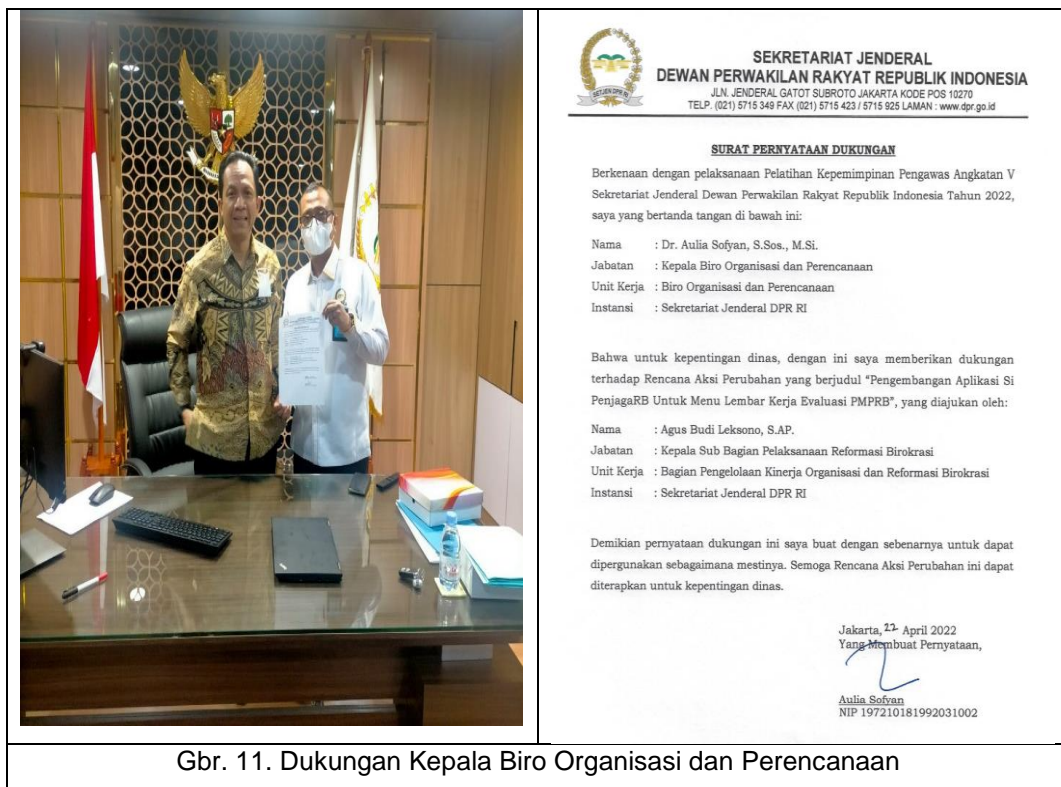 SETJEN DPR RI
SEKRETARIAT JENDERAL
DEWAN PERWAKILAN RAKYAT REPUBLIK INDONESIA
JLN. JENDERAL GATOT SUBROTO JAKARTA KODE POS 10270
TELP. (021) 5715 349 FAX (021) 5715 423 / 5715 925 LAMAN : www.dpr.go.id
SURAT PERNYATAAN DUKUNGAN
Berkenaan dengan pelaksanaan Pelatihan Kepemimpinan Pengawas Angkatan V
Sekretariat Jenderal Dewan Perwakilan Rakyat Republik Indonesia Tahun 2022,
saya yang bertanda tangan di bawah ini:
Nama : Dr. Aulia Sofyan, S.Sos., M.Si.
Jabatan : Kepala Biro Organisasi dan Perencanaan
Unit Kerja : Biro Organisasi dan Perencanaan
Instansi : Sekretariat Jenderal DPR RI
Bahwa untuk kepentingan dinas, dengan ini saya memberikan dukungan
terhadap Rencana Aksi Perubahan yang berjudul “Pengembangan Aplikasi Si
PenjagaRB Untuk Menu Lembar Kerja Evaluasi PMPRB”, yang diajukan oleh:
Nama : Agus Budi Leksono, S.AP.
Jabatan : Kepala Sub Bagian Pelaksanaan Reformasi Birokrasi
Unit Kerja : Bagian Pengelolaan Kinerja Organisasi dan Reformasi Birokrasi
Instansi : Sekretariat Jenderal DPR RI
Demikian pernyataan dukungan ini saya buat dengan sebenarnya untuk dapat
dipergunakan sebagaimana mestinya. Semoga Rencana Aksi Perubahan ini dapat
diterapkan untuk kepentingan dinas.
Jakarta, 22 April 2022
Yang Membuat Pernyataan,
Aulia Sofyan
NIP 197210181992031002
Gbr. 11. Dukungan Kepala Biro Organisasi dan Perencanaan